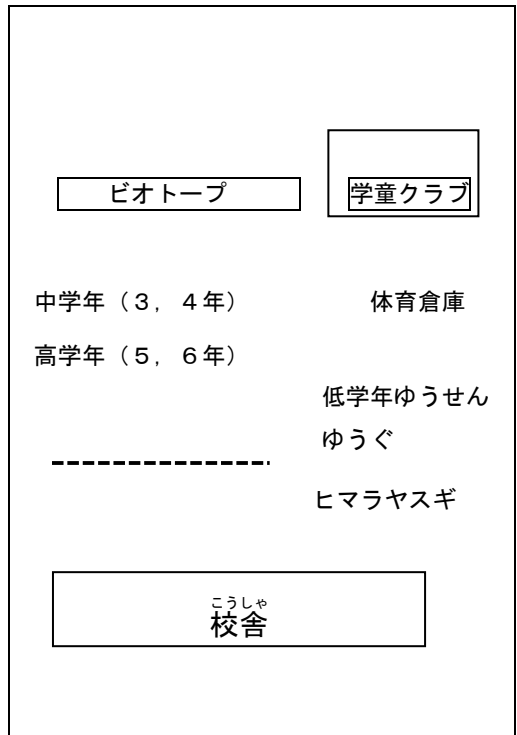 ビオトープ
学童クラブ
中学年（３，４年）
体育倉庫
高学年（５，６年）
低学年ゆうせん
ゆうぐ
ヒマラヤスギ
こうしゃ
校舎